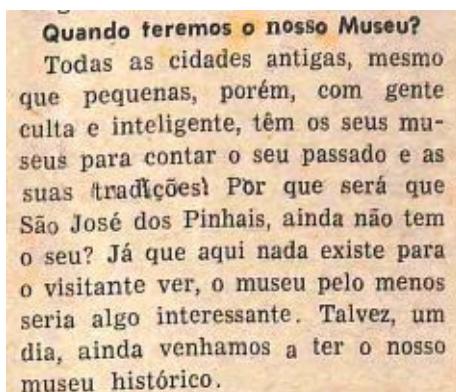 Quando teremos o nosso Museu?
Todas as cidades antigas, mesmo
que pequenas, porém, com gente
culta e inteligente, têm os seus mu-
seus para contar o seu passado e as
suas tradições! Por que será que
São José dos Pinhais, ainda não tem
o seu? Já que aqui nada existe para
o visitante ver, o museu pelo menos
seria algo interessante. Talvez, um
dia, ainda venhamos a ter o nosso
museu histórico.